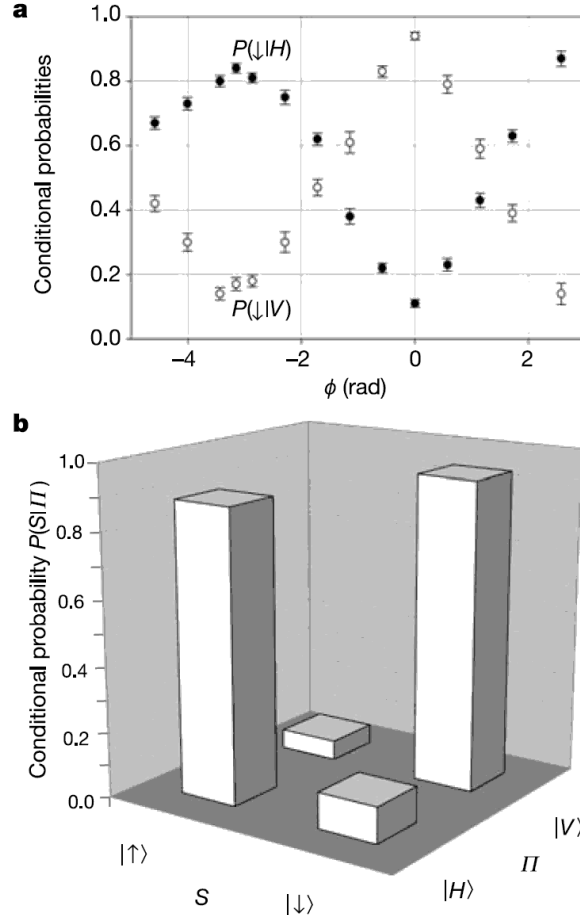 a
Conditional probabilities
1.0
0.8
0.6
0.4
0.2
0.0
P(↓|H)
P(↓|V)
−4 −2 0 2
ϕ (rad)
b
Conditional probability P(S|Π)
1.0
0.8
0.6
0.4
0.2
0.0
|↑⟩
S
|↓⟩
|H⟩
Π
|V⟩